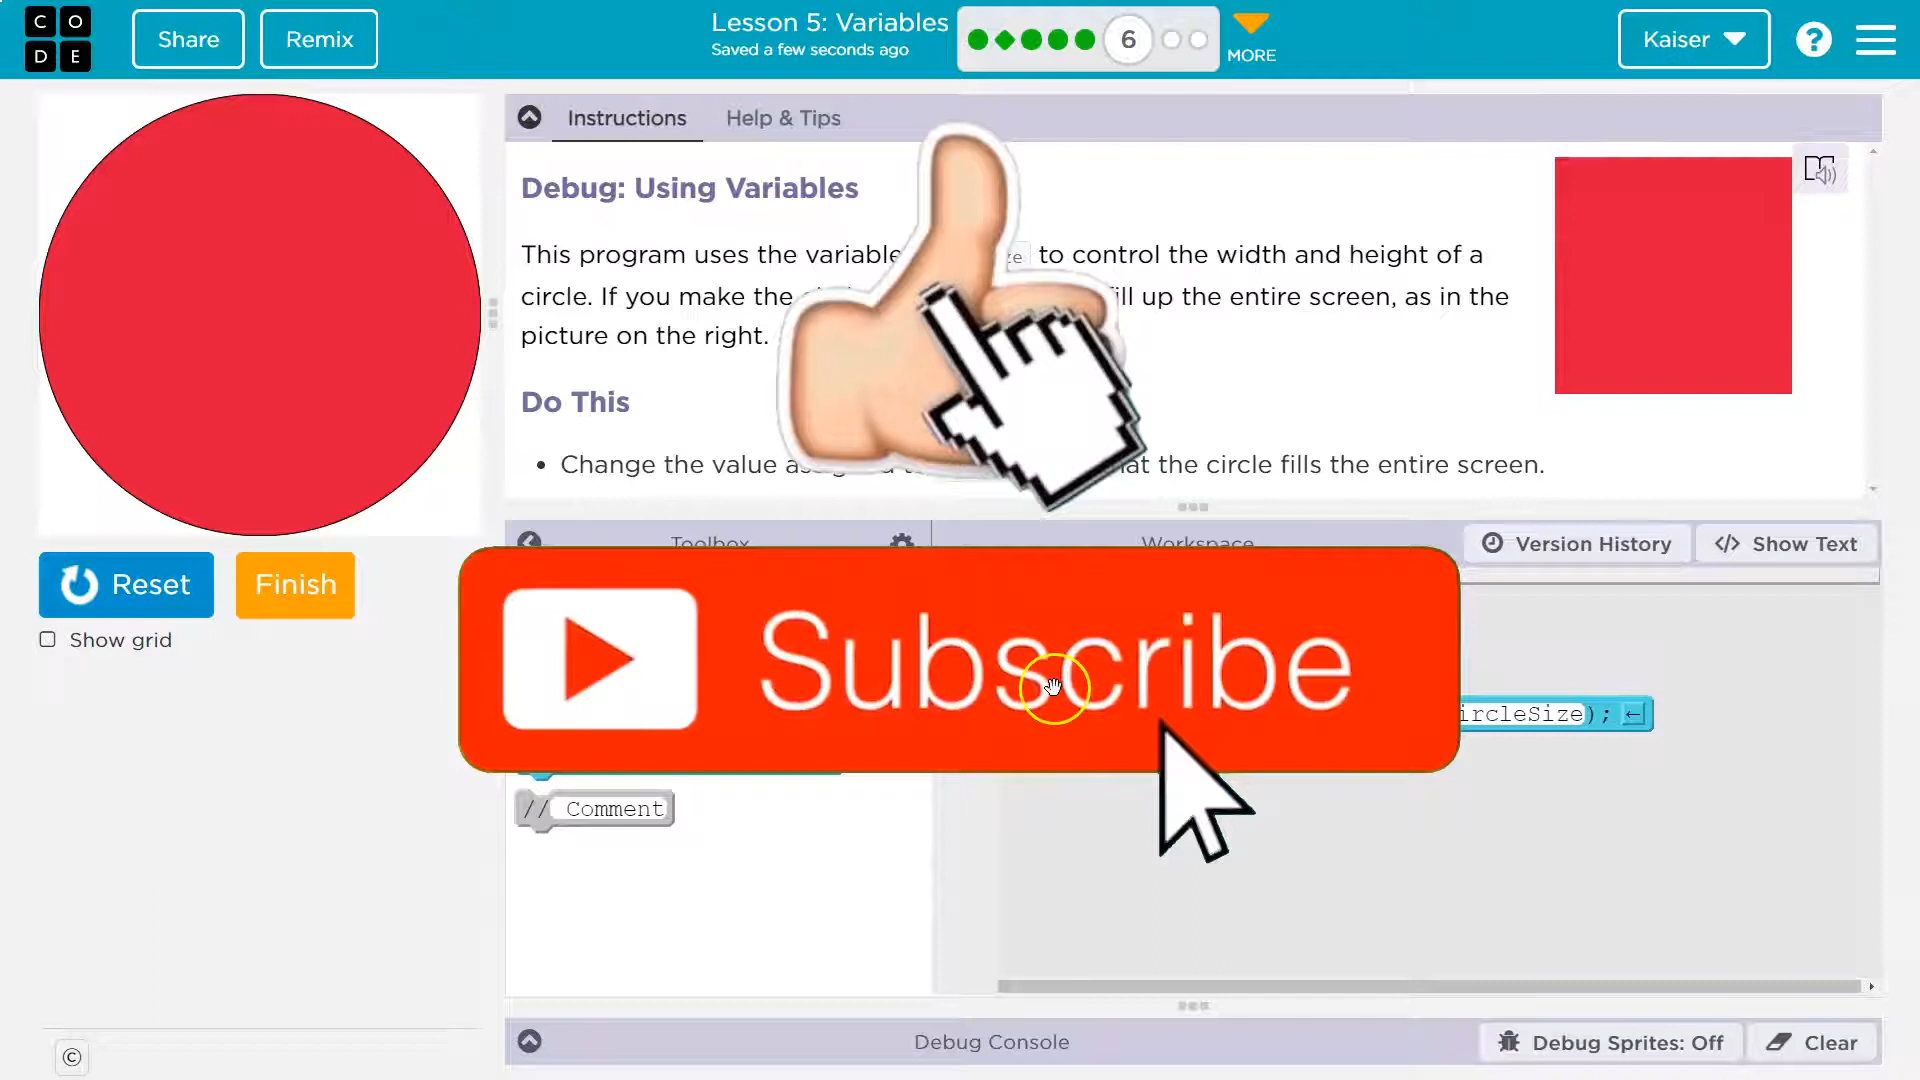 CODE
Share
Remix
Lesson 5: Variables
Saved a few seconds ago
6
MORE
Kaiser
?
Instructions
Help & Tips
Debug: Using Variables
This program uses the variable to control the width and height of a
circle. If you make the fill up the entire screen, as in the
picture on the right.
Do This
• Change the value that the circle fills the entire screen.
Reset
Finish
Show grid
Toolbox
Workspace
Version History
</> Show Text
Subscribe
ircleSize);
// Comment
©
Debug Console
Debug Sprites: Off
Clear